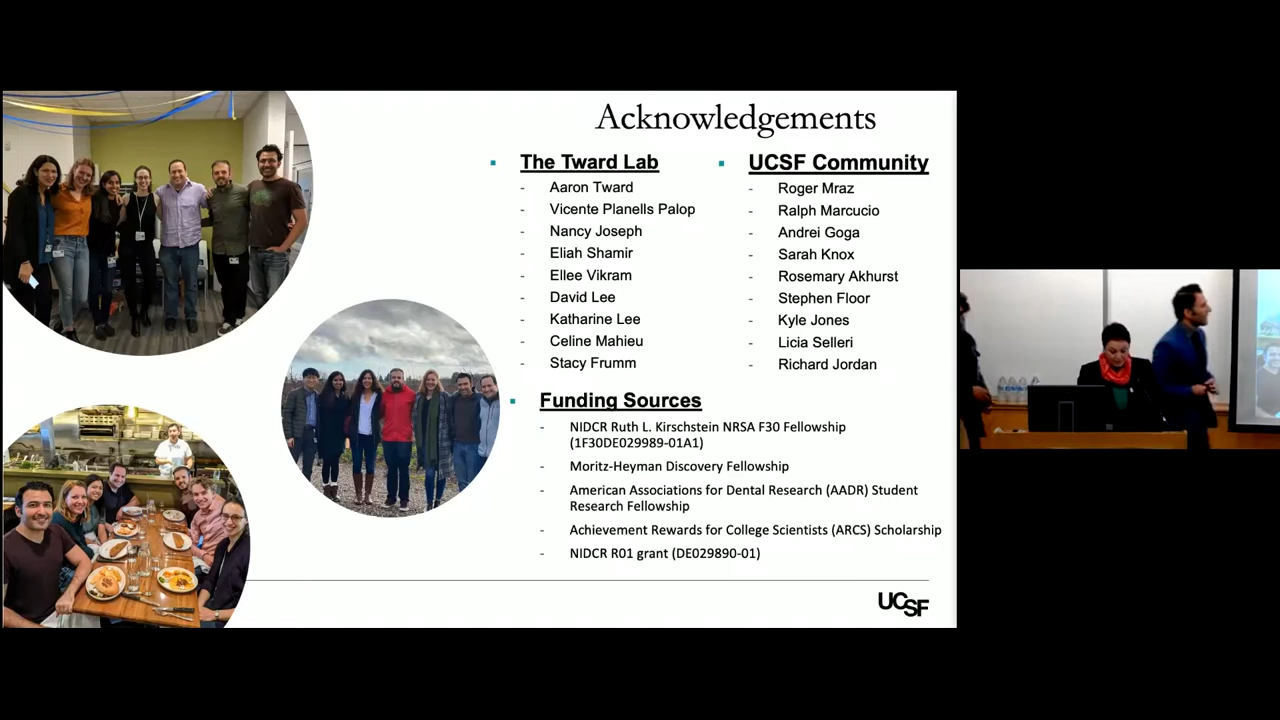 Acknowledgements
▪ The Tward Lab
- Aaron Tward
- Vicente Planells Palop
- Nancy Joseph
- Eliah Shamir
- Ellee Vikram
- David Lee
- Katharine Lee
- Celine Mahieu
- Stacy Frumm
▪ UCSF Community
- Roger Mraz
- Ralph Marcucio
- Andrei Goga
- Sarah Knox
- Rosemary Akhurst
- Stephen Floor
- Kyle Jones
- Licia Selleri
- Richard Jordan
▪ Funding Sources
- NIDCR Ruth L. Kirschstein NRSA F30 Fellowship
(1F30DE029989-01A1)
- Moritz-Heyman Discovery Fellowship
- American Associations for Dental Research (AADR) Student
Research Fellowship
- Achievement Rewards for College Scientists (ARCS) Scholarship
- NIDCR R01 grant (DE029890-01)
UCSF